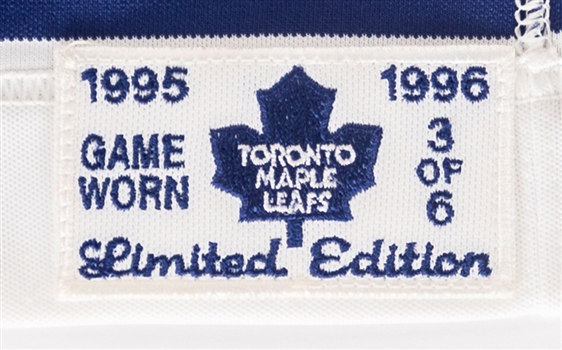 1995 1996
GAME
WORN
TORONTO
MAPLE
LEAFS
3
OF
6
Limited Edition